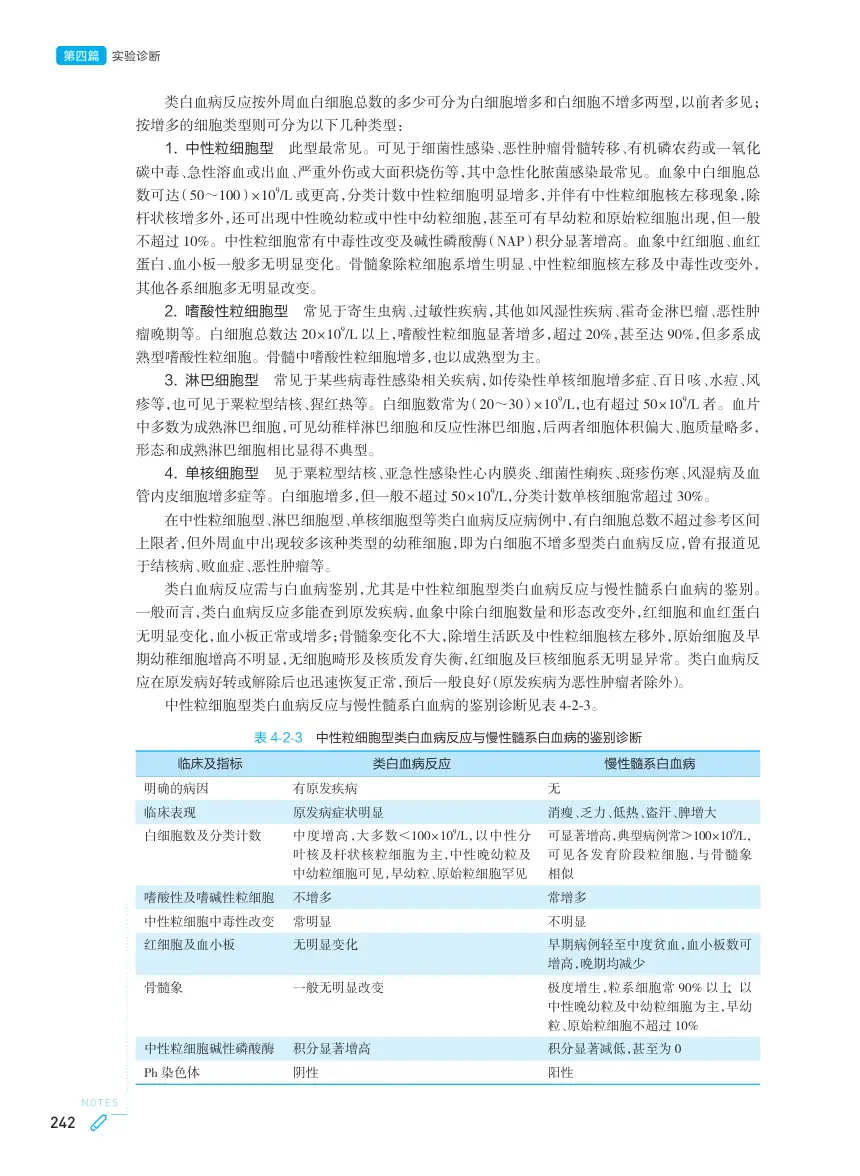 第四篇 实验诊断
类白血病反应按外周血白细胞总数的多少可分为白细胞增多和白细胞不增多两型，以前者多见；
按增多的细胞类型则可分为以下几种类型：
1. 中性粒细胞型 此型最常见。可见于细菌性感染、恶性肿瘤骨髓转移、有机磷农药或一氧化
碳中毒、急性溶血或出血、严重外伤或大面积烧伤等，其中急性化脓菌感染最常见。血象中白细胞总
数可达（50～100）×10⁹/L 或更高，分类计数中性粒细胞明显增多，并伴有中性粒细胞核左移现象，除
杆状核增多外，还可出现中性晚幼粒或中性中幼粒细胞，甚至可有早幼粒和原始粒细胞出现，但一般
不超过 10%。中性粒细胞常有中毒性改变及碱性磷酸酶（NAP）积分显著增高。血象中红细胞、血红
蛋白、血小板一般多无明显变化。骨髓象除粒细胞系增生明显、中性粒细胞核左移及中毒性改变外，
其他各系细胞多无明显改变。
2. 嗜酸性粒细胞型 常见于寄生虫病、过敏性疾病，其他如风湿性疾病、霍奇金淋巴瘤、恶性肿
瘤晚期等。白细胞总数达 20×10⁹/L 以上，嗜酸性粒细胞显著增多，超过 20%，甚至达 90%，但多系成
熟型嗜酸性粒细胞。骨髓中嗜酸性粒细胞增多，也以成熟型为主。
3. 淋巴细胞型 常见于某些病毒性感染相关疾病，如传染性单核细胞增多症、百日咳、水痘、风
疹等，也可见于粟粒型结核、猩红热等。白细胞数常为（20～30）×10⁹/L，也有超过 50×10⁹/L 者。血片
中多数为成熟淋巴细胞，可见幼稚样淋巴细胞和反应性淋巴细胞，后两者细胞体积偏大、胞质量略多，
形态和成熟淋巴细胞相比显得不典型。
4. 单核细胞型 见于粟粒型结核、亚急性感染性心内膜炎、细菌性痢疾、斑疹伤寒、风湿病及血
管内皮细胞增多症等。白细胞增多，但一般不超过 50×10⁹/L，分类计数单核细胞常超过 30%。
在中性粒细胞型、淋巴细胞型、单核细胞型等类白血病反应病例中，有白细胞总数不超过参考区间
上限者，但外周血中出现较多该种类型的幼稚细胞，即为白细胞不增多型类白血病反应，曾有报道见
于结核病、败血症、恶性肿瘤等。
类白血病反应需与白血病鉴别，尤其是中性粒细胞型类白血病反应与慢性髓系白血病的鉴别。
一般而言，类白血病反应多能查到原发疾病，血象中除白细胞数量和形态改变外，红细胞和血红蛋白
无明显变化，血小板正常或增多；骨髓象变化不大，除增生活跃及中性粒细胞核左移外，原始细胞及早
期幼稚细胞增高不明显，无细胞畸形及核质发育失衡，红细胞及巨核细胞系无明显异常。类白血病反
应在原发病好转或解除后也迅速恢复正常，预后一般良好（原发疾病为恶性肿瘤者除外）。
中性粒细胞型类白血病反应与慢性髓系白血病的鉴别诊断见表 4-2-3。
表 4-2-3 中性粒细胞型类白血病反应与慢性髓系白血病的鉴别诊断
临床及指标 类白血病反应 慢性髓系白血病
明确的病因 有原发疾病 无
临床表现 原发病症状明显 消瘦、乏力、低热、盗汗、脾增大
白细胞数及分类计数 中度增高，大多数＜100×10⁹/L，以中性分 可显著增高，典型病例常＞100×10⁹/L，
叶核及杆状核粒细胞为主，中性晚幼粒及 可见各发育阶段粒细胞，与骨髓象
中幼粒细胞可见，早幼粒、原始粒细胞罕见 相似
嗜酸性及嗜碱性粒细胞 不增多 常增多
中性粒细胞中毒性改变 常明显 不明显
红细胞及血小板 无明显变化 早期病例轻至中度贫血，血小板数可
增高，晚期均减少
骨髓象 一般无明显改变 极度增生，粒系细胞常 90% 以上，以
中性晚幼粒及中幼粒细胞为主，早幼
粒、原始粒细胞不超过 10%
中性粒细胞碱性磷酸酶 积分显著增高 积分显著减低，甚至为 0
Ph 染色体 阴性 阳性
NOTES
242